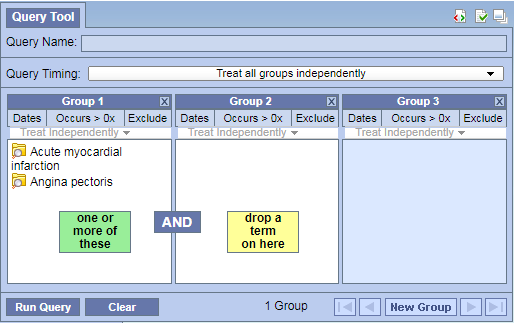 Query Tool
Query Name:
Query Timing: Treat all groups independently
Group 1 X Group 2 X Group 3 X
Dates Occurs > 0x Exclude Dates Occurs > 0x Exclude Dates Occurs > 0x Exclude
Treat Independently Treat Independently Treat Independently
Acute myocardial
infarction
Angina pectoris
one or
more of
these
AND
drop a
term
on here
Run Query Clear 1 Group New Group